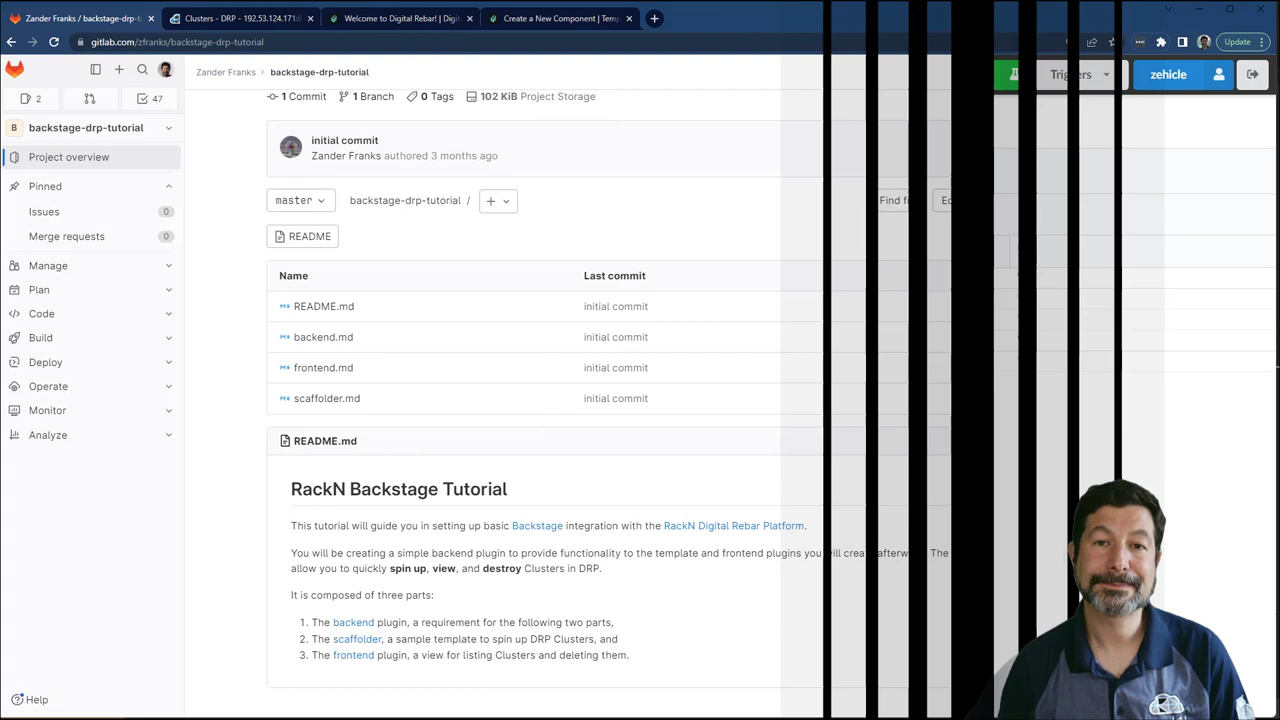 Zander Franks / backstage-drp-tu
Clusters - DRP - 192.53.124.171:8
Welcome to Digital Rebar! | Digit
Create a New Component | Temp
gitlab.com/zfranks/backstage-drp-tutorial
Update
Zander Franks
backstage-drp-tutorial
2
47
1 Commit
1 Branch
0 Tags
102 KiB Project Storage
Triggers
zehicle
B
backstage-drp-tutorial
Project overview
Pinned
Issues
0
Merge requests
0
Manage
Plan
Code
Build
Deploy
Operate
Monitor
Analyze
Help
initial commit
Zander Franks authored 3 months ago
master
backstage-drp-tutorial /
Find fi
README
Name
Last commit
README.md
initial commit
backend.md
initial commit
frontend.md
initial commit
scaffolder.md
initial commit
README.md
RackN Backstage Tutorial
This tutorial will guide you in setting up basic Backstage integration with the RackN Digital Rebar Platform.
You will be creating a simple backend plugin to provide functionality to the template and frontend plugins you will create afterw The
allow you to quickly spin up, view, and destroy Clusters in DRP.
It is composed of three parts:
1. The backend plugin, a requirement for the following two parts,
2. The scaffolder, a sample template to spin up DRP Clusters, and
3. The frontend plugin, a view for listing Clusters and deleting them.